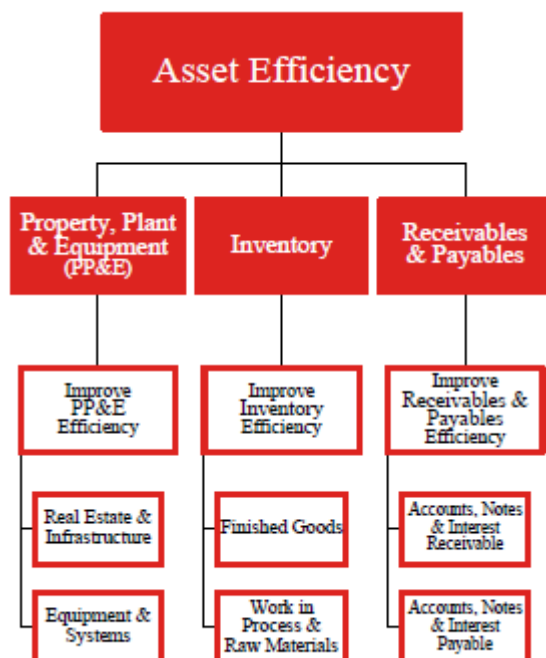 Asset Efficiency
Property, Plant
& Equipment
(PP&E)
Inventory
Receivables
& Payables
Improve
PP&E
Efficiency
Improve
Inventory
Efficiency
Improve
Receivables &
Payables
Efficiency
Real Estate &
Infrastructure
Finished Goods
Accounts, Notes
& Interest
Receivable
Equipment &
Systems
Work in
Process &
Raw Materials
Accounts, Notes
& Interest
Payable